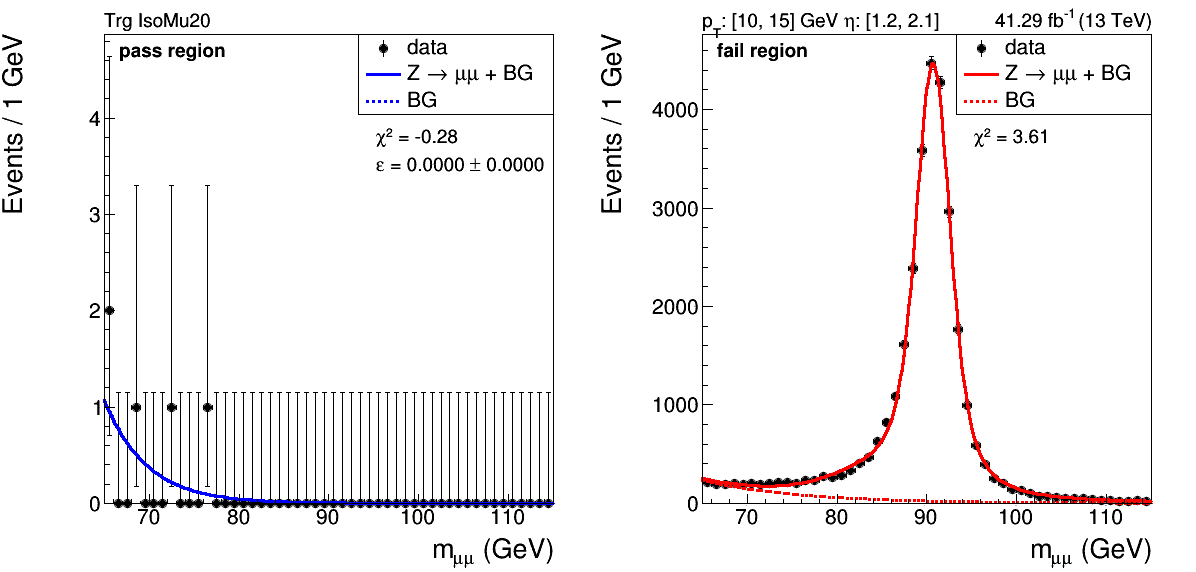 Trg IsoMu20
pass region
data
Z → μμ + BG
BG
χ² = -0.28
ε = 0.0000 ± 0.0000
Events / 1 GeV
4
3
2
1
0
70 80 90 100 110
m_μμ (GeV)
p_T: [10, 15] GeV η: [1.2, 2.1] 41.29 fb⁻¹ (13 TeV)
fail region
data
Z → μμ + BG
BG
χ² = 3.61
Events / 1 GeV
4000
3000
2000
1000
0
70 80 90 100 110
m_μμ (GeV)